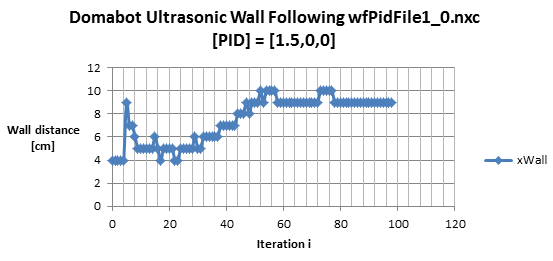 Domabot Ultrasonic Wall Following wfPidFile1_0.nxc
[PID] = [1.5,0,0]
12
10
8
6
4
2
0
Wall distance
[cm]
xWall
0 20 40 60 80 100 120
Iteration i